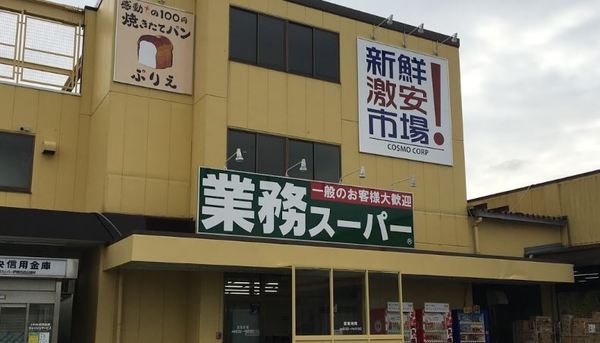 感動★の100円
焼きたてパン
ぷりえ
新鮮
激安
市場!
COSMO CORP
一般のお客様大歓迎
業務スーパー
®
央信用金庫